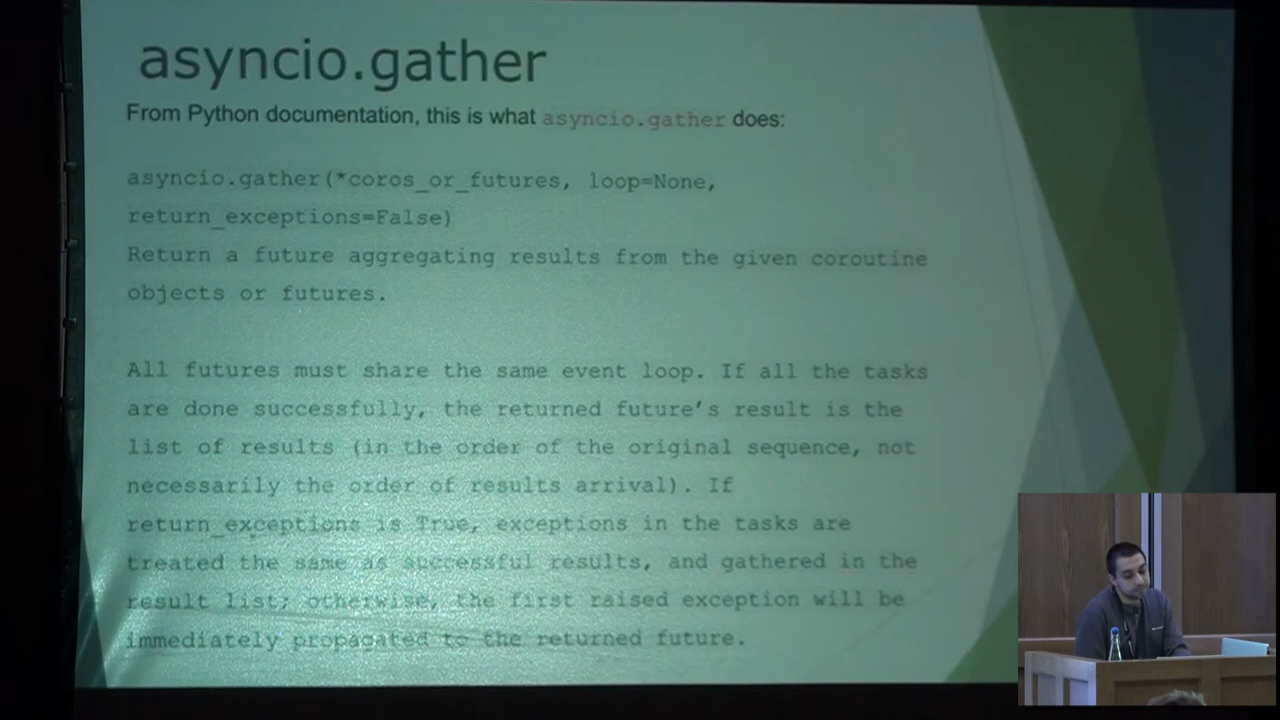 asyncio.gather
From Python documentation, this is what asyncio.gather does:
asyncio.gather(*coros_or_futures, loop=None,
return_exceptions=False)
Return a future aggregating results from the given coroutine
objects or futures.
All futures must share the same event loop. If all the tasks
are done successfully, the returned future’s result is the
list of results (in the order of the original sequence, not
necessarily the order of results arrival). If
return_exceptions is True, exceptions in the tasks are
treated the same as successful results, and gathered in the
result list; otherwise, the first raised exception will be
immediately propagated to the returned future.